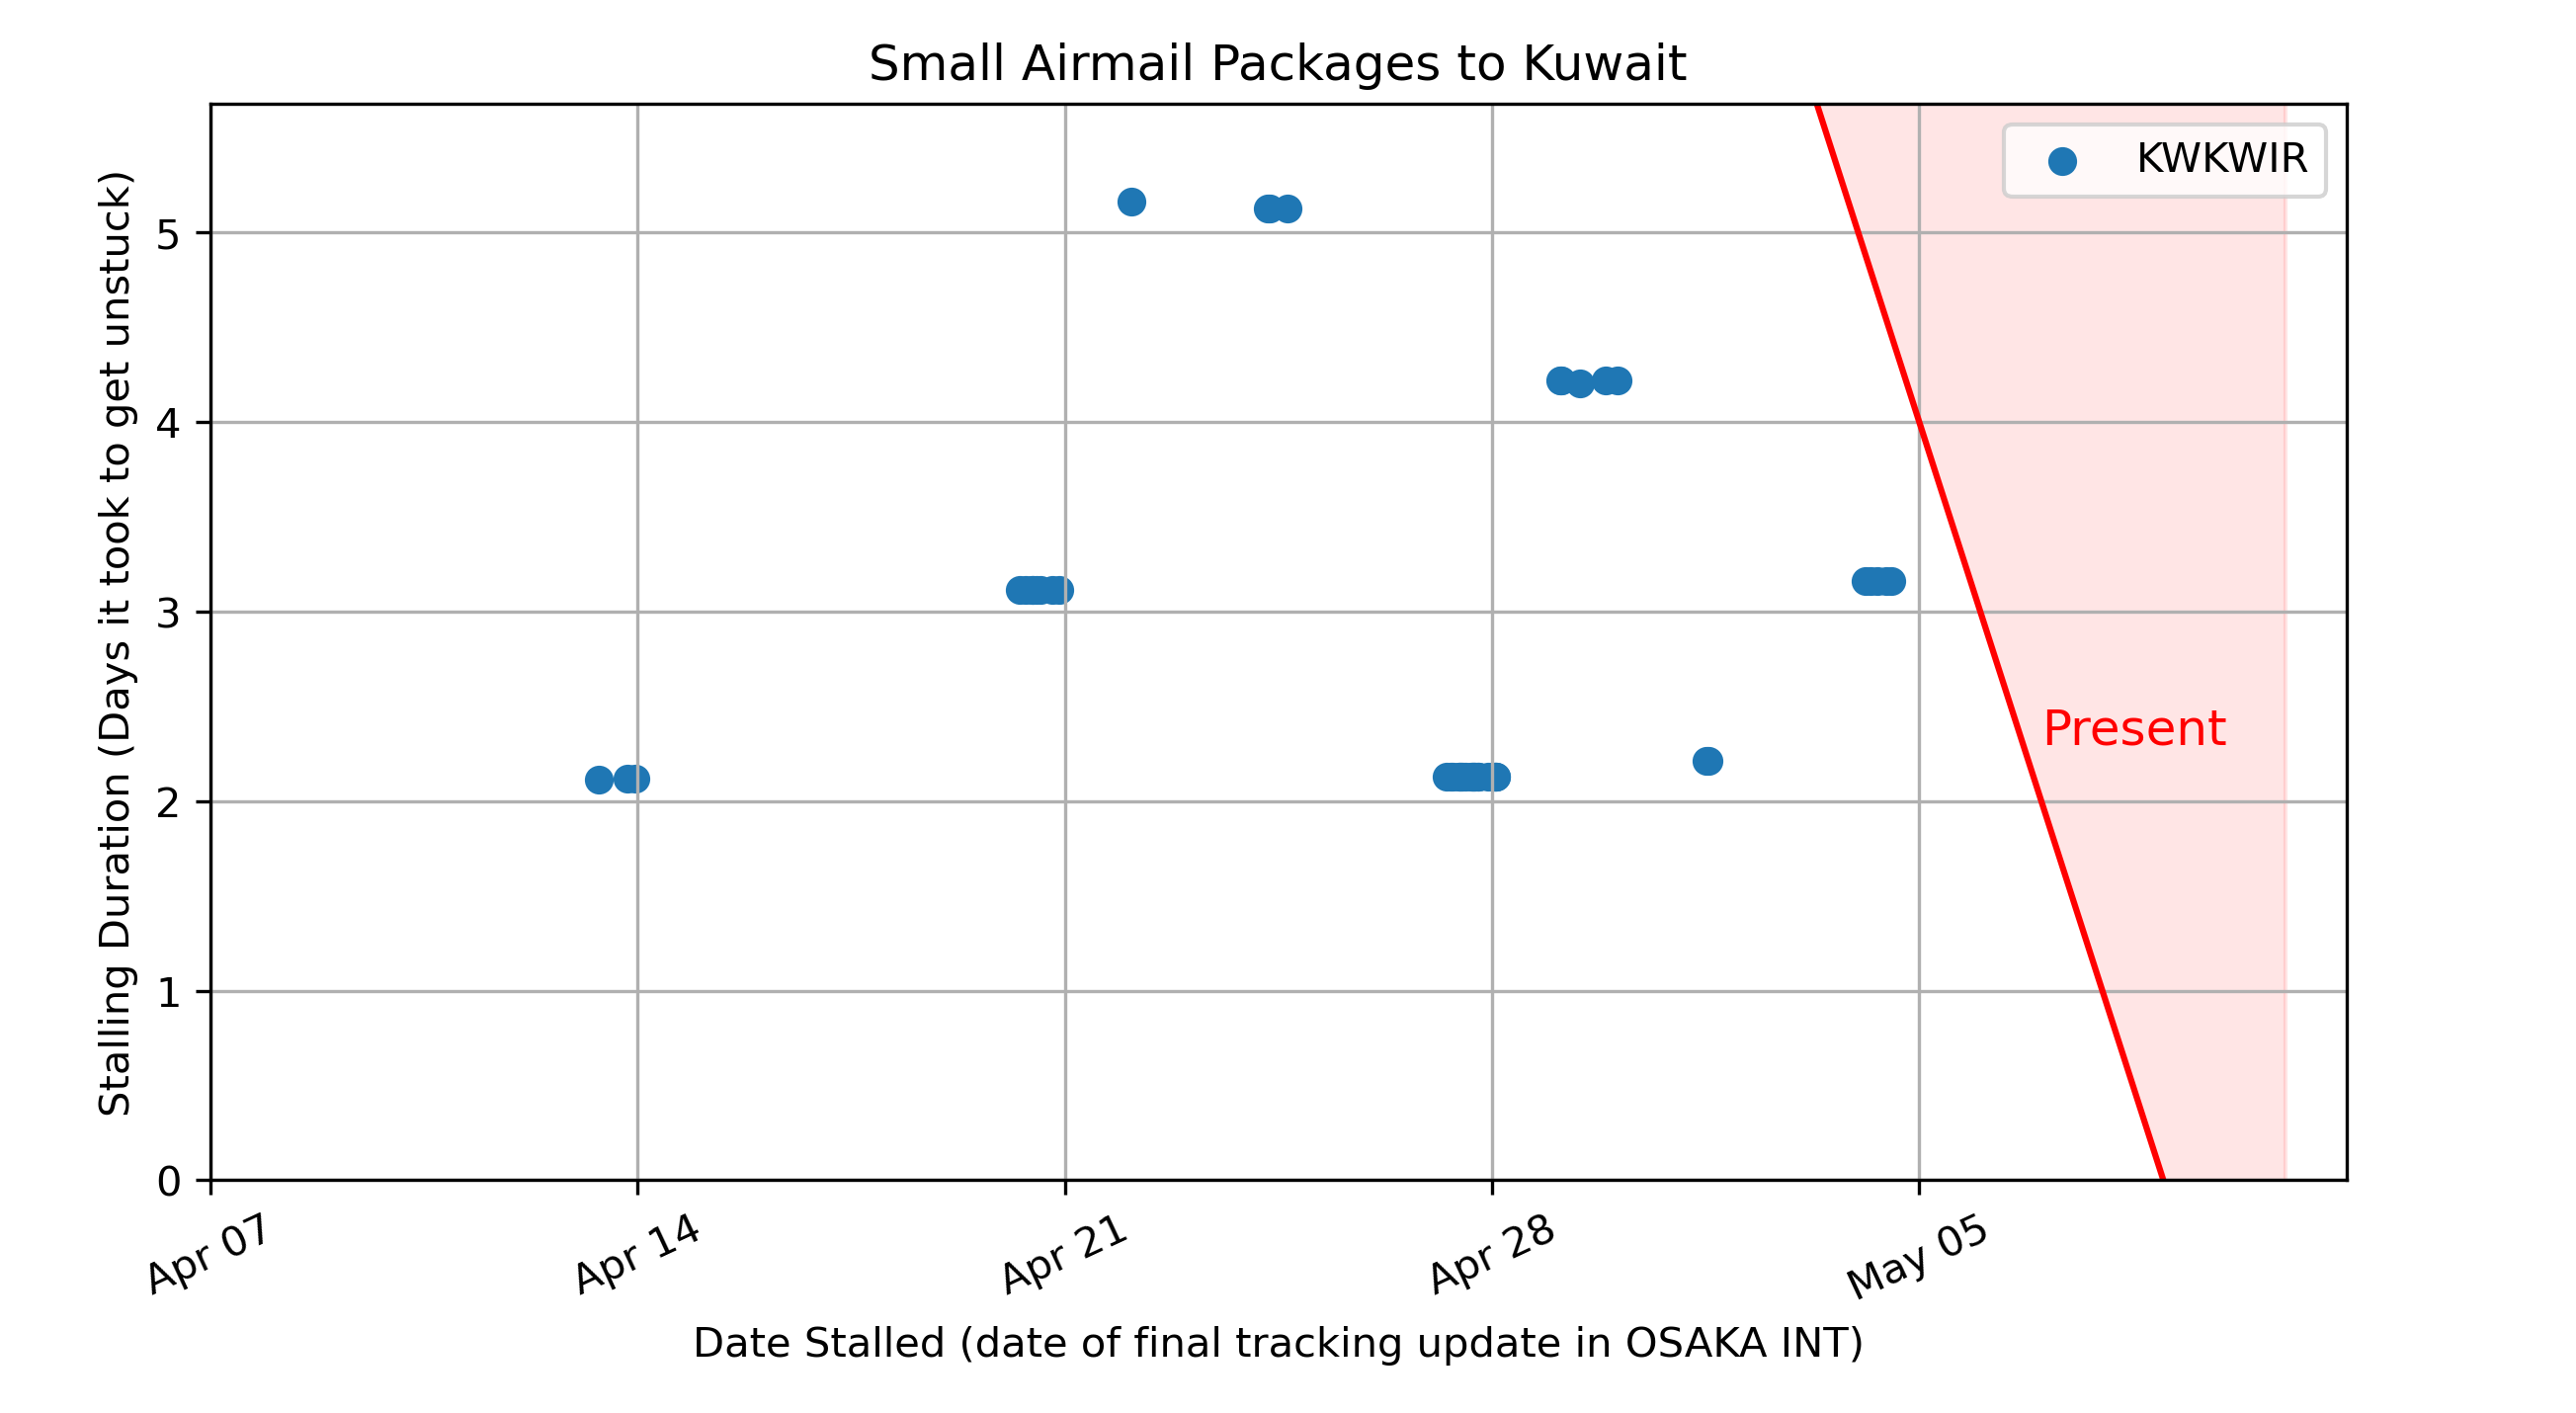 Small Airmail Packages to Kuwait
KWKWIR
Stalling Duration (Days it took to get unstuck)
5
4
3
2
1
0
Present
Apr 07
Apr 14
Apr 21
Apr 28
May 05
Date Stalled (date of final tracking update in OSAKA INT)